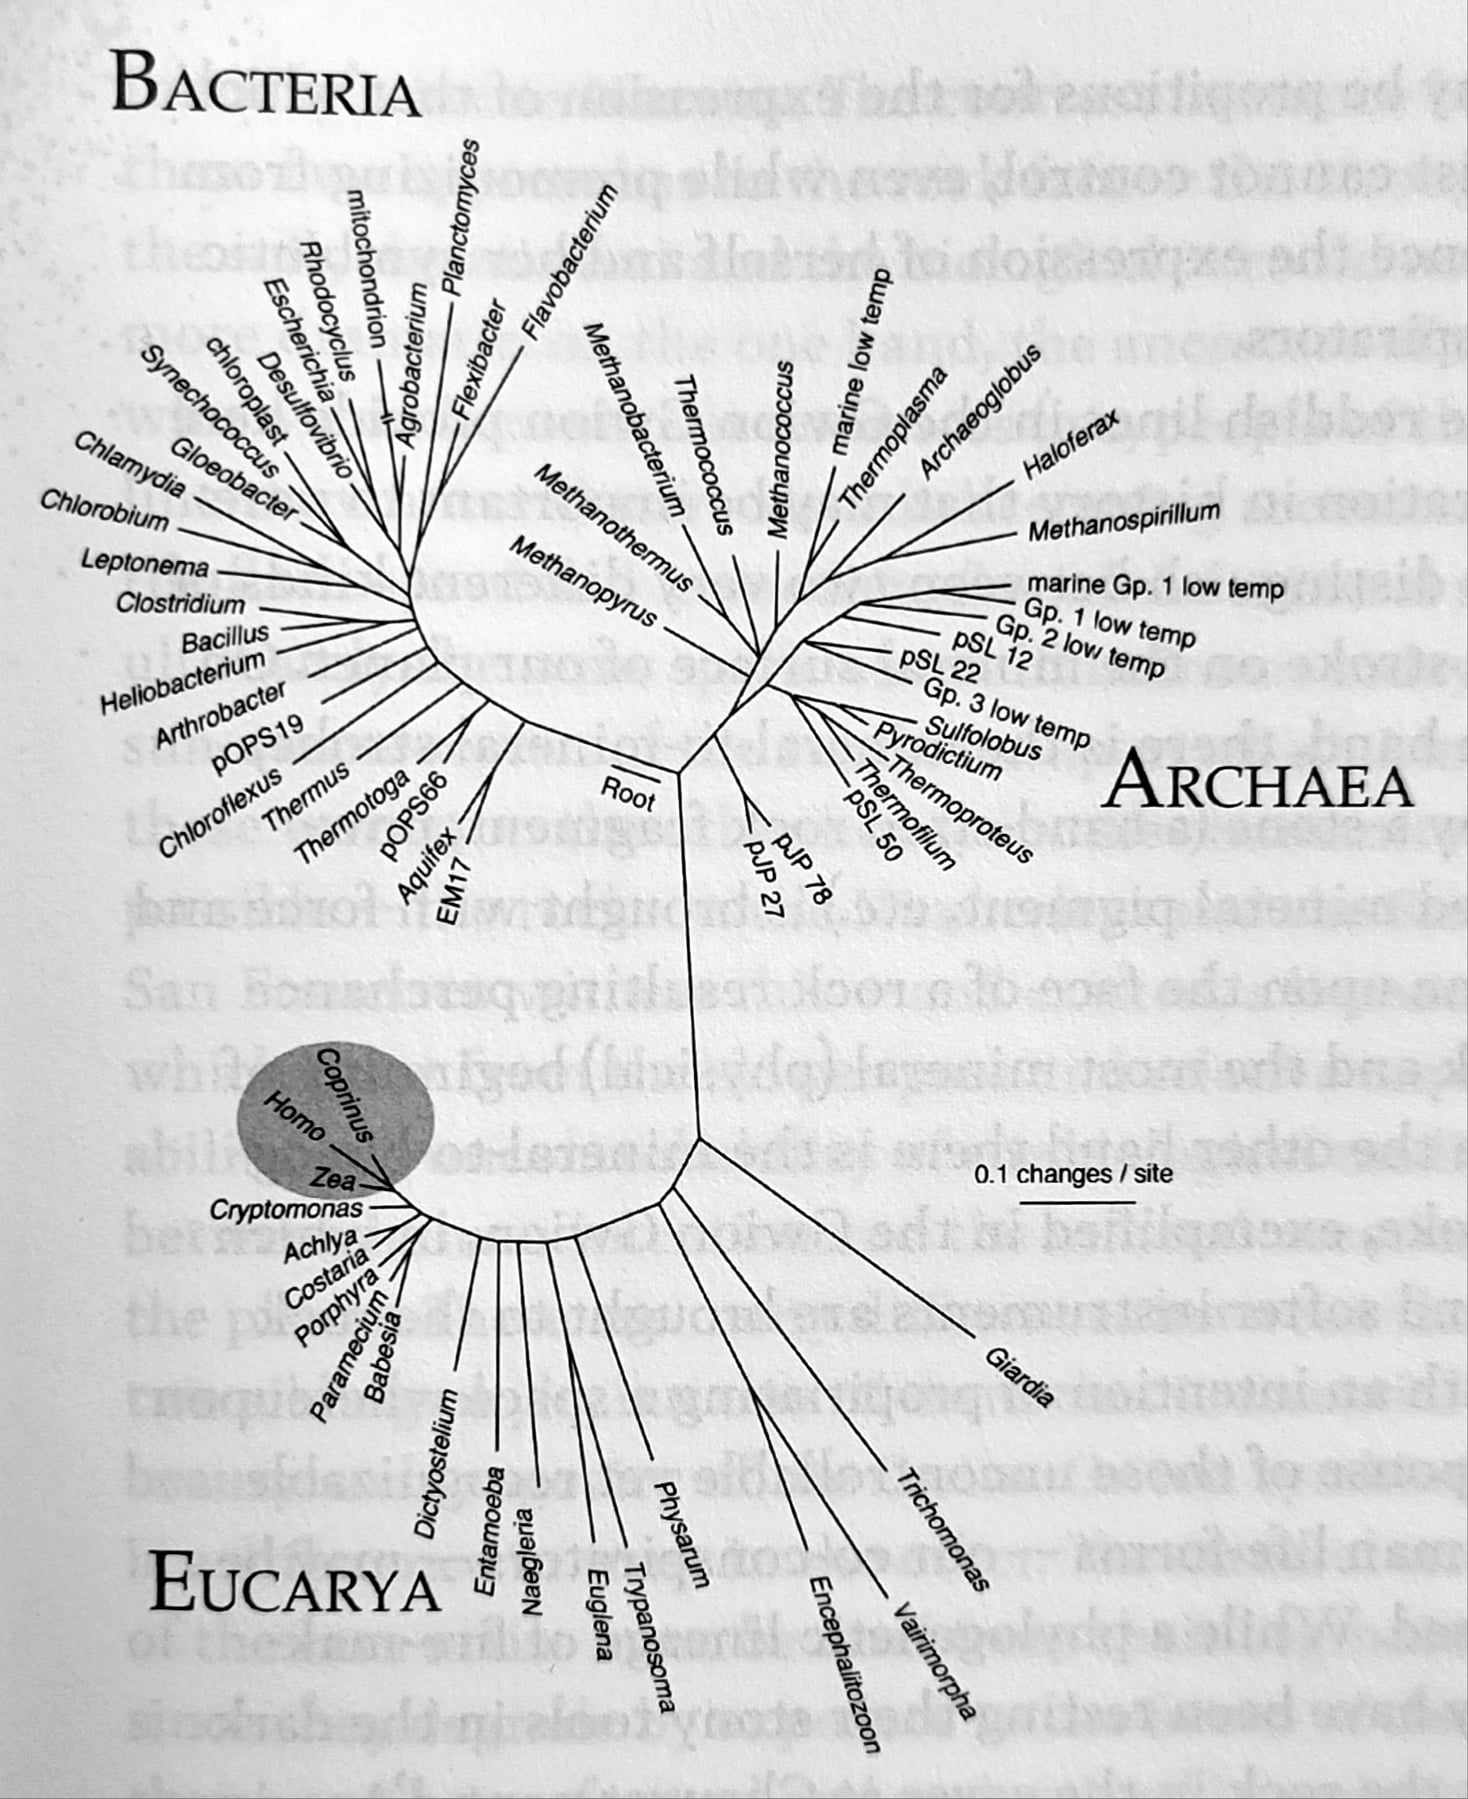 BACTERIA
Planctomyces
mitochondrion
Flavobacterium
Rhodocyclus
Escherichia
Agrobacterium
Flexibacter
chloroplast
Desulfovibrio
Synechococcus
Gloeobacter
Chlamydia
Chlorobium
Leptonema
Clostridium
Bacillus
Heliobacterium
Arthrobacter
pOPS19
Chloroflexus
Thermus
Thermotoga
pOPS66
Aquifex
EM17
Root
Methanopyrus
Methanothermus
Methanobacterium
Thermococcus
Methanococcus
marine low temp
Thermoplasma
Archaeoglobus
Haloferax
Methanospirillum
marine Gp. 1 low temp
Gp. 1 low temp
Gp. 2 low temp
pSL 12
pSL 22
Gp. 3 low temp
Sulfolobus
Pyrodictium
Thermoproteus
Thermofilum
pSL 50
pJP 78
pJP 27
ARCHAEA
Coprinus
Homo
Zea
Cryptomonas
Achlya
Costaria
Porphyra
Paramecium
Babesia
Dictyostelium
Entamoeba
Naegleria
Euglena
Trypanosoma
Physarum
Encephalitozoon
Vairimorpha
Trichomonas
Giardia
0.1 changes / site
EUCARYA